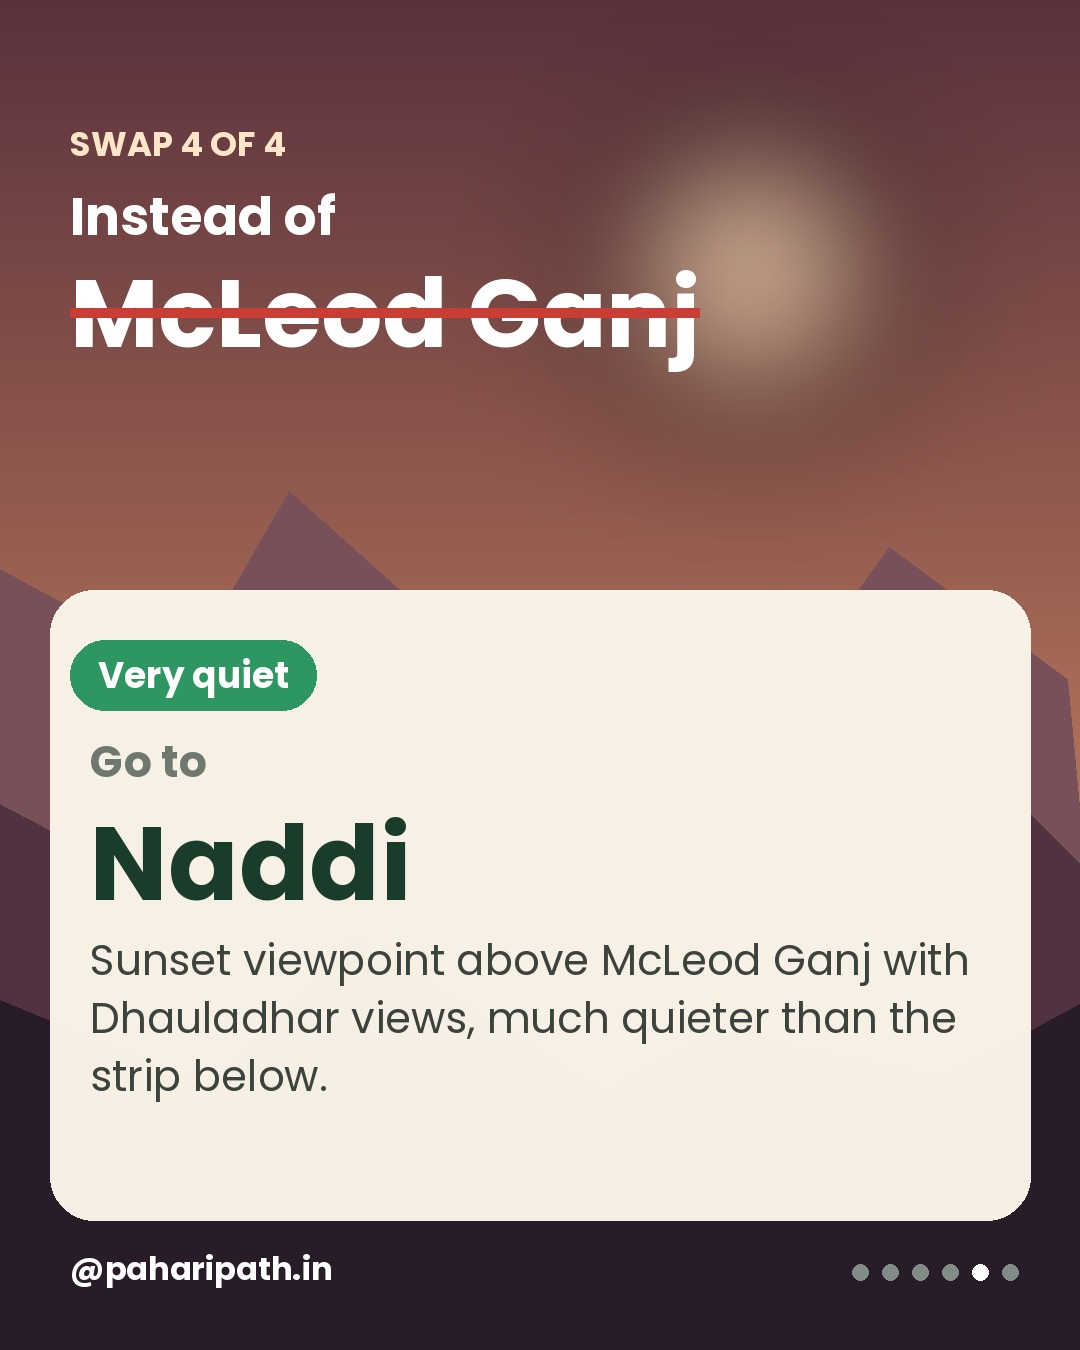 SWAP 4 OF 4
Instead of
McLeod Ganj
Very quiet
Go to
Naddi
Sunset viewpoint above McLeod Ganj with
Dhauladhar views, much quieter than the
strip below.
@paharipath.in